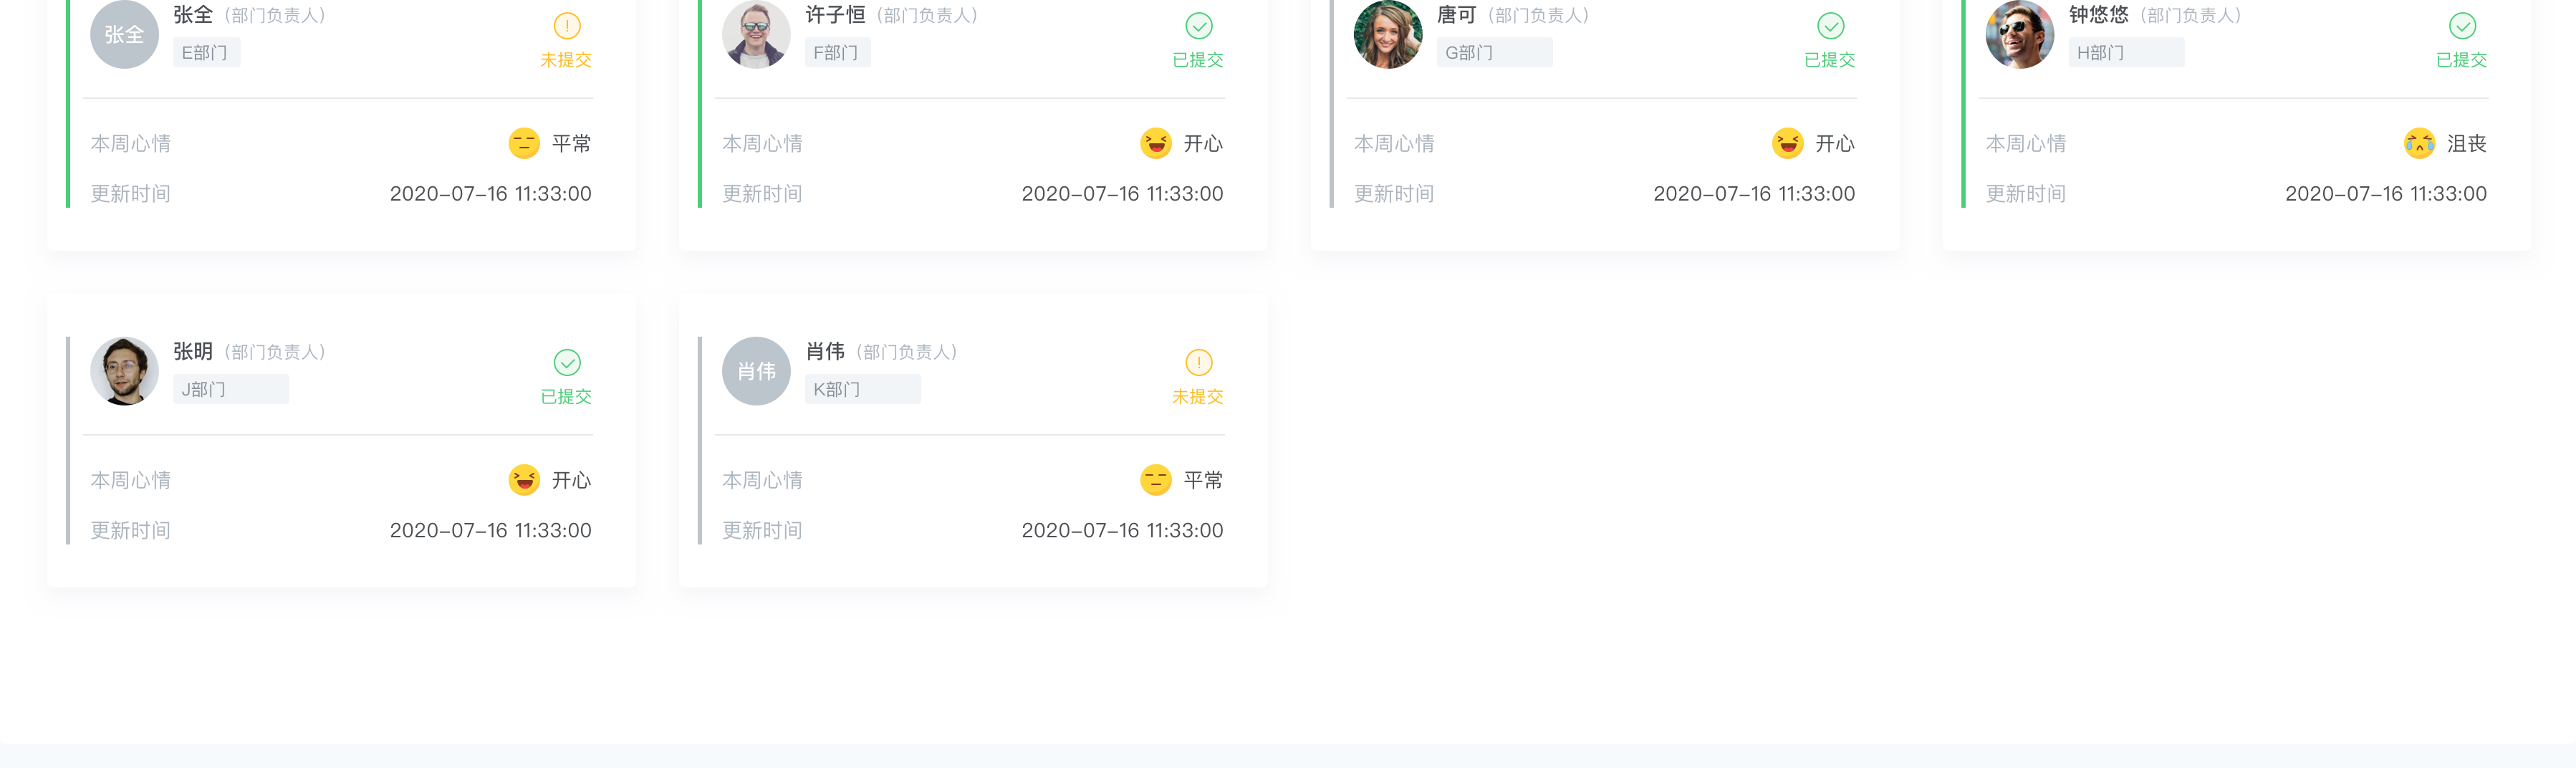 张全 张全（部门负责人）
E部门
未提交
本周心情 平常
更新时间 2020-07-16 11:33:00
许子恒（部门负责人）
F部门
已提交
本周心情 开心
更新时间 2020-07-16 11:33:00
唐可（部门负责人）
G部门
已提交
本周心情 开心
更新时间 2020-07-16 11:33:00
钟悠悠（部门负责人）
H部门
已提交
本周心情 沮丧
更新时间 2020-07-16 11:33:00
张明（部门负责人）
J部门
已提交
本周心情 开心
更新时间 2020-07-16 11:33:00
肖伟 肖伟（部门负责人）
K部门
未提交
本周心情 平常
更新时间 2020-07-16 11:33:00